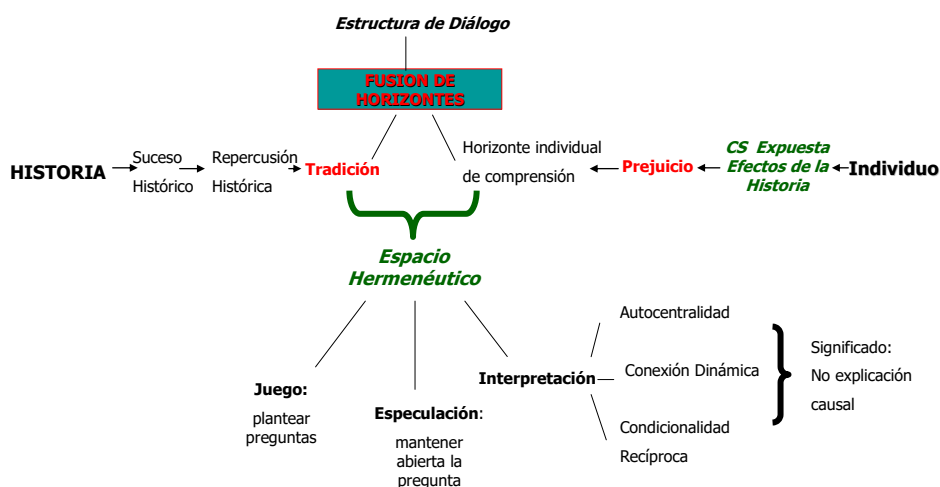 Estructura de Diálogo
FUSION DE
HORIZONTES
HISTORIA
Suceso
Histórico
Repercusión
Histórica
Tradición
Horizonte individual
de comprensión
Prejuicio
CS Expuesta
Efectos de la
Historia
Individuo
Espacio
Hermenéutico
Juego:
plantear
preguntas
Especulación:
mantener
abierta la
pregunta
Interpretación
Autocentralidad
Conexión Dinámica
Condicionalidad
Recíproca
Significado:
No explicación
causal